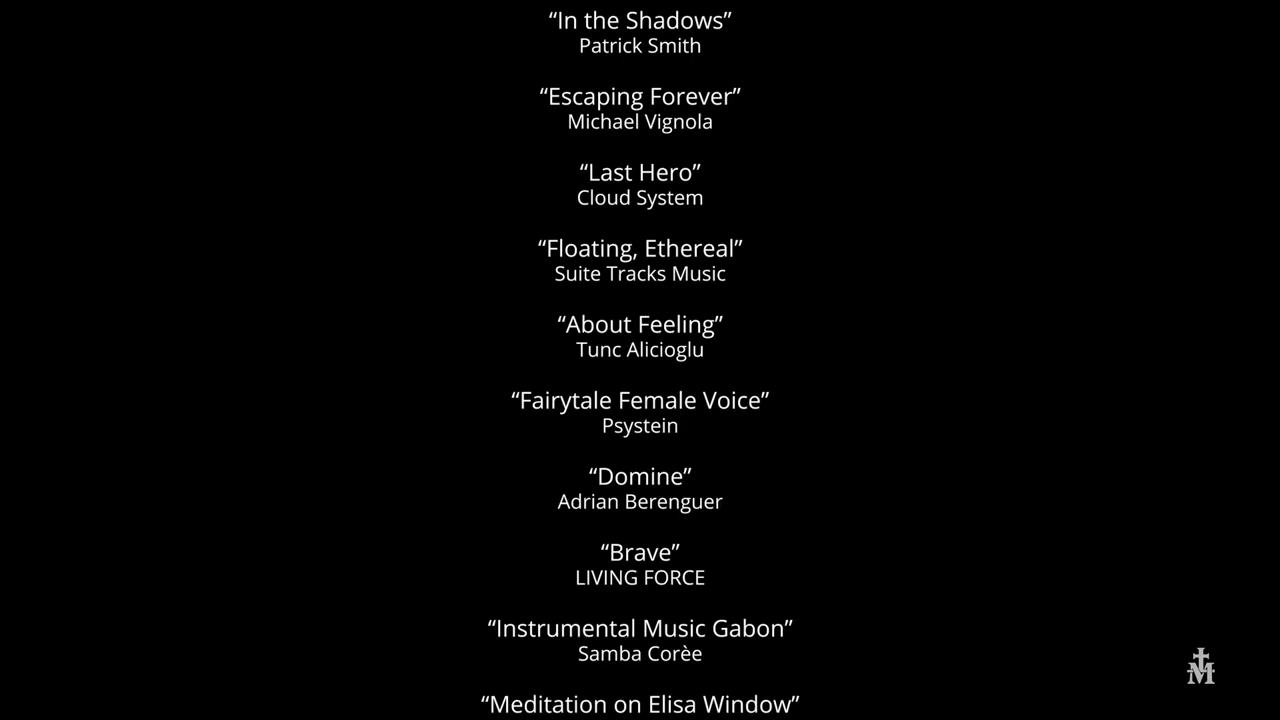 “In the Shadows”
Patrick Smith
“Escaping Forever”
Michael Vignola
“Last Hero”
Cloud System
“Floating, Ethereal”
Suite Tracks Music
“About Feeling”
Tunc Alicioglu
“Fairytale Female Voice”
Psystein
“Domine”
Adrian Berenguer
“Brave”
LIVING FORCE
“Instrumental Music Gabon”
Samba Corèe
“Meditation on Elisa Window”